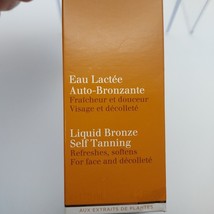 Eau Lactée
Auto-Bronzante
Fraîcheur et douceur
Visage et décolleté
Liquid Bronze
Self Tanning
Refreshes, softens
For face and décolleté
AUX EXTRAITS DE PLANTES